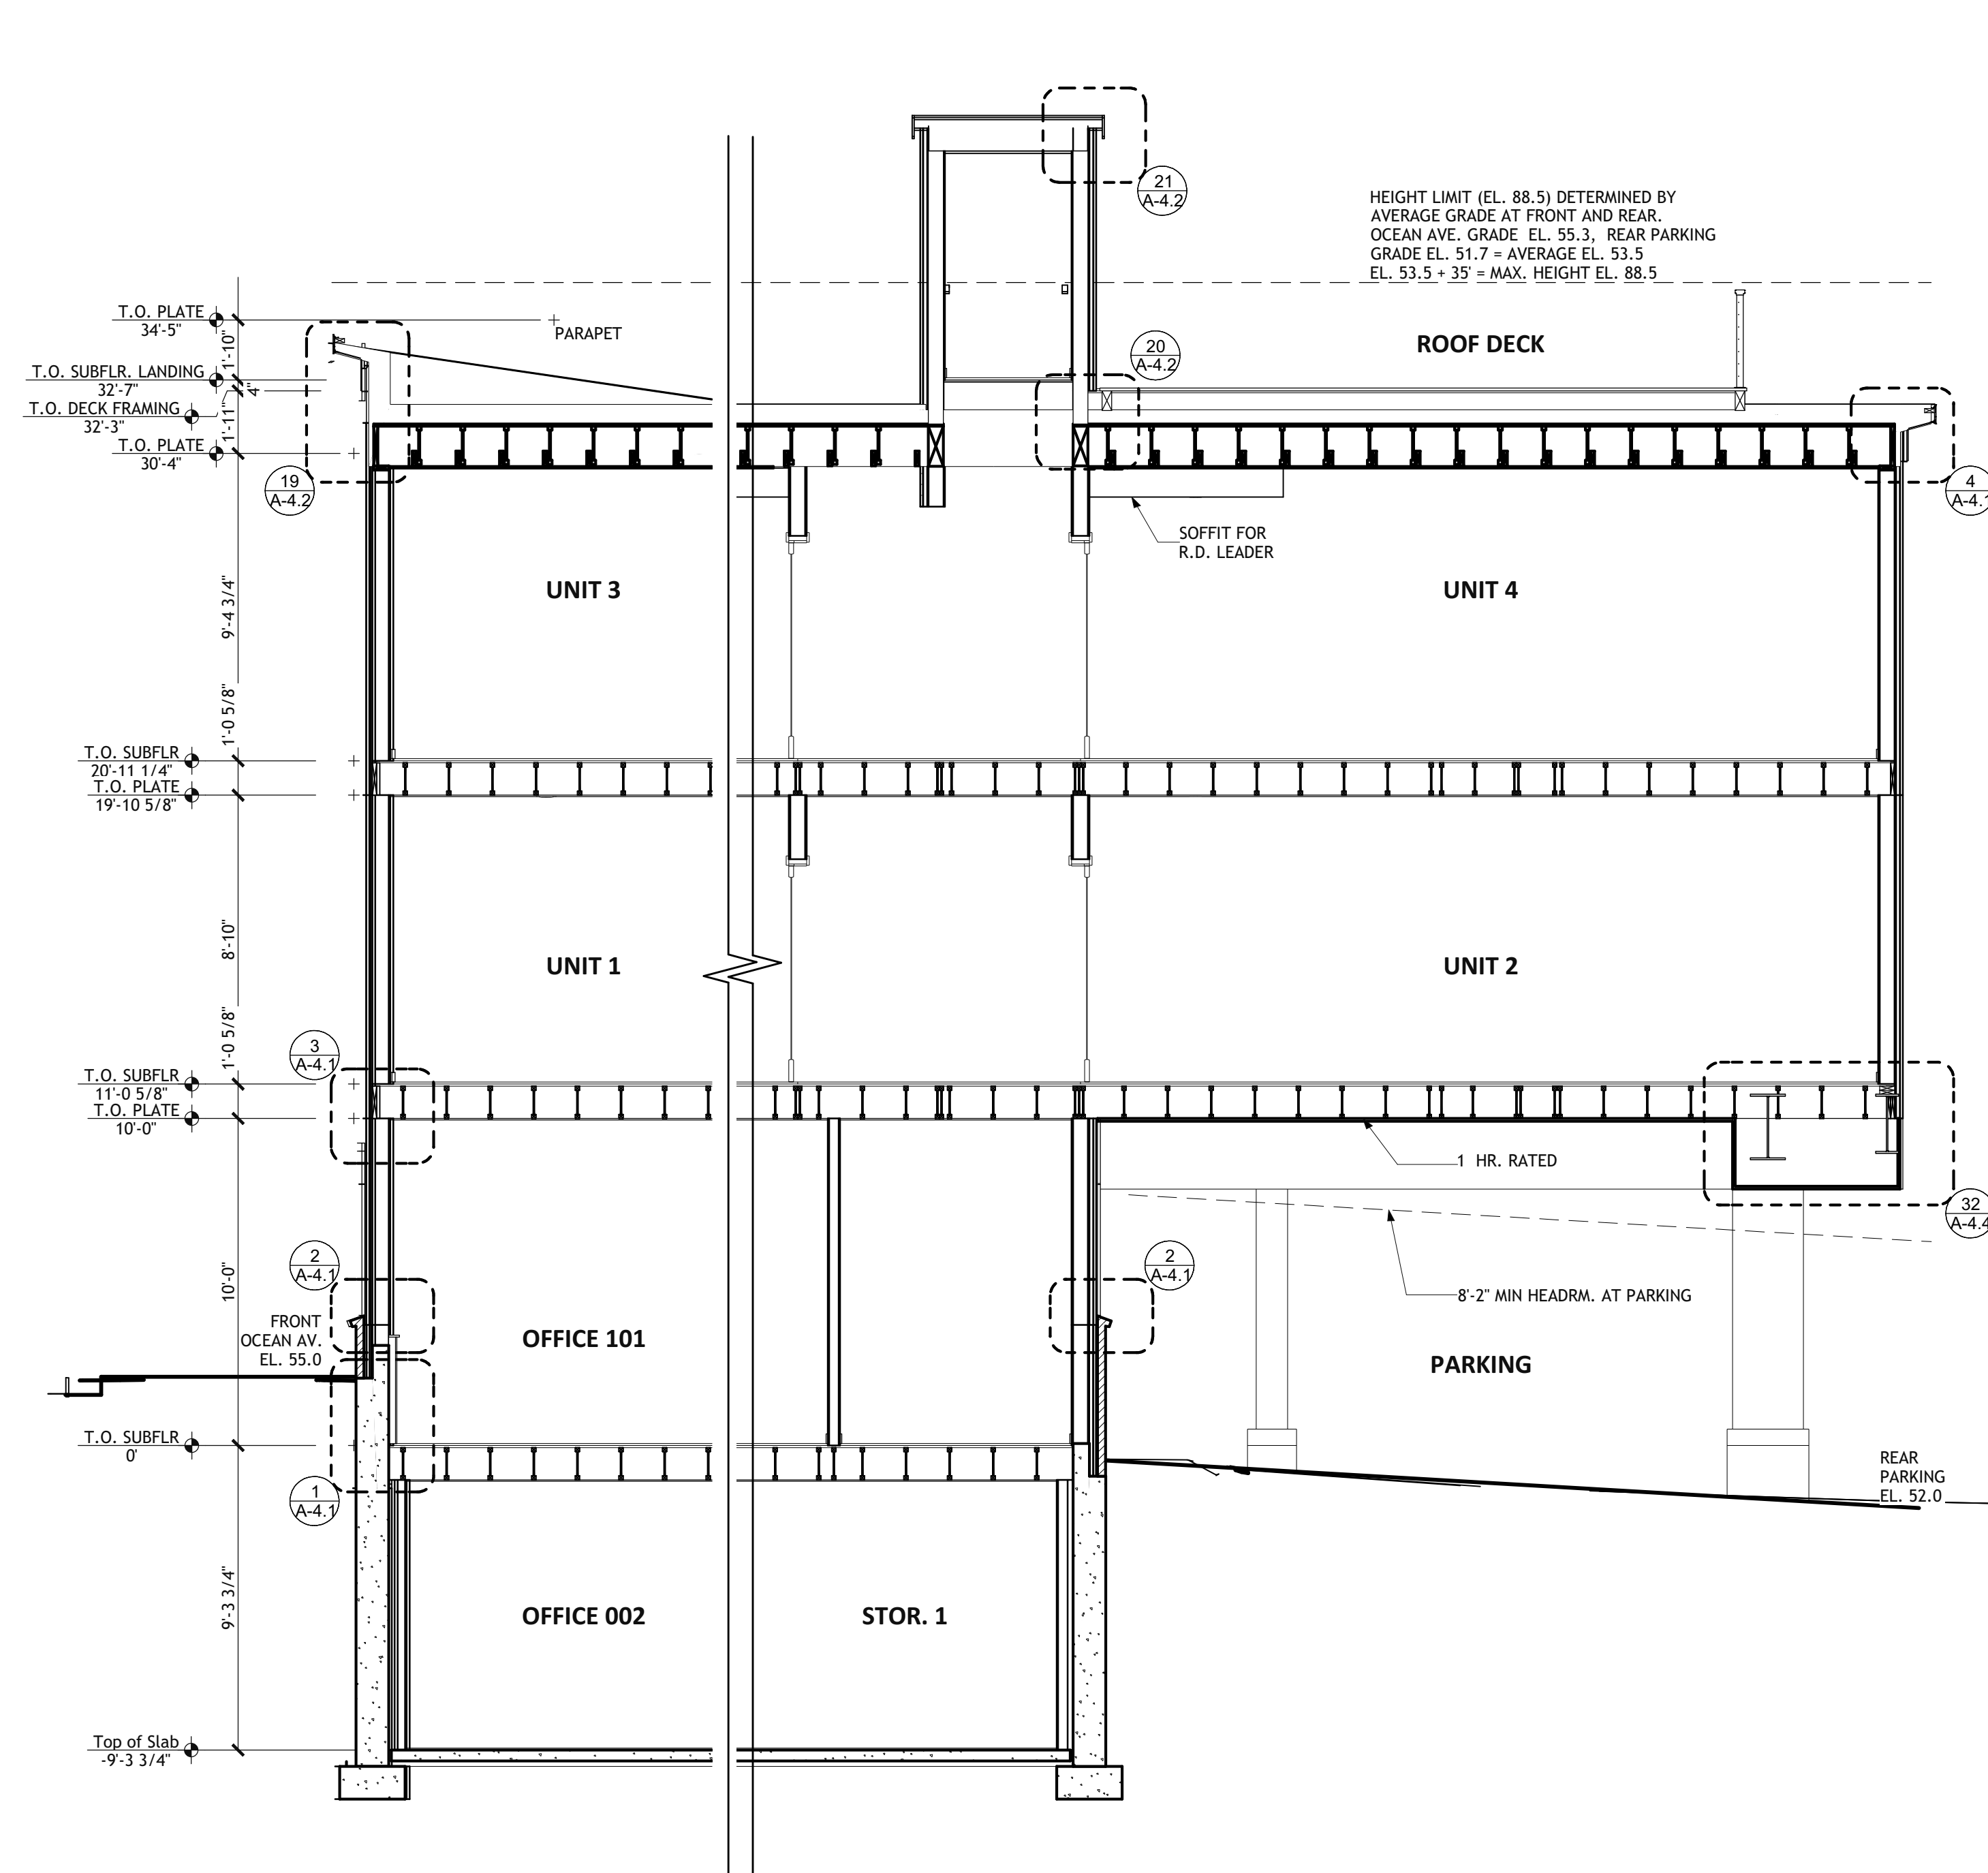 21
A-4.2
HEIGHT LIMIT (EL. 88.5) DETERMINED BY
AVERAGE GRADE AT FRONT AND REAR.
OCEAN AVE. GRADE EL. 55.3, REAR PARKING
GRADE EL. 51.7 = AVERAGE EL. 53.5
EL. 53.5 + 35' = MAX. HEIGHT EL. 88.5
T.O. PLATE
34'-5"
PARAPET
1'-10"
20
A-4.2
ROOF DECK
T.O. SUBFLR. LANDING
32'-7"
4"
T.O. DECK FRAMING
32'-3"
1'-11"
T.O. PLATE
30'-4"
19
A-4.2
4
A-4.1
SOFFIT FOR
R.D. LEADER
9'-4 3/4"
UNIT 3
UNIT 4
1'-0 5/8"
T.O. SUBFLR
20'-11 1/4"
T.O. PLATE
19'-10 5/8"
8'-10"
UNIT 1
UNIT 2
1'-0 5/8"
3
A-4.1
T.O. SUBFLR
11'-0 5/8"
T.O. PLATE
10'-0"
1 HR. RATED
32
A-4.4
2
A-4.1
2
A-4.1
10'-0"
8'-2" MIN HEADRM. AT PARKING
FRONT
OCEAN AV.
EL. 55.0
OFFICE 101
PARKING
T.O. SUBFLR
0'
REAR
PARKING
EL. 52.0
1
A-4.1
9'-3 3/4"
OFFICE 002
STOR. 1
Top of Slab
-9'-3 3/4"